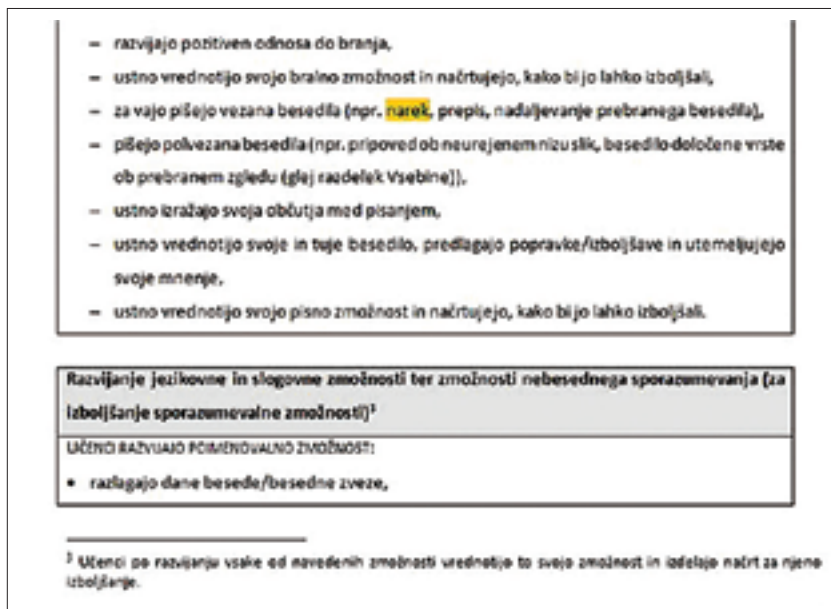 – razvijajo pozitiven odnosa do branja,
– ustno vrednotijo svojo bralno zmožnost in načrtujejo, kako bi jo lahko izboljšali,
– za vajo pišejo vezana besedila (npr. narek, prepis, nadaljevanje prebranega besedila),
– pišejo polvezana besedila (npr. pripoved ob neurejenem nizu slik, besedilo določene vrste
ob prebranem zgledu (glej razdelek Vsebine)),
– ustno izražajo svoja občutja med pisanjem,
– ustno vrednotijo svoje in tuje besedilo, predlagajo popravke/izboljšave in utemeljujejo
svoje mnenje,
– ustno vrednotijo svojo pisno zmožnost in načrtujejo, kako bi jo lahko izboljšali.
Razvijanje jezikovne in slogovne zmožnosti ter zmožnosti nebesednega sporazumevanja (za
izboljšanje sporazumevalne zmožnosti)³
UČENCI RAZVIJAJO POIMENOVALNO ZMOŽNOST:
• razlagajo dane besede/besedne zveze,
³ Učenci po razvijanju vsake od navedenih zmožnosti vrednotijo to svojo zmožnost in izdelajo načrt za njeno
izboljšanje.